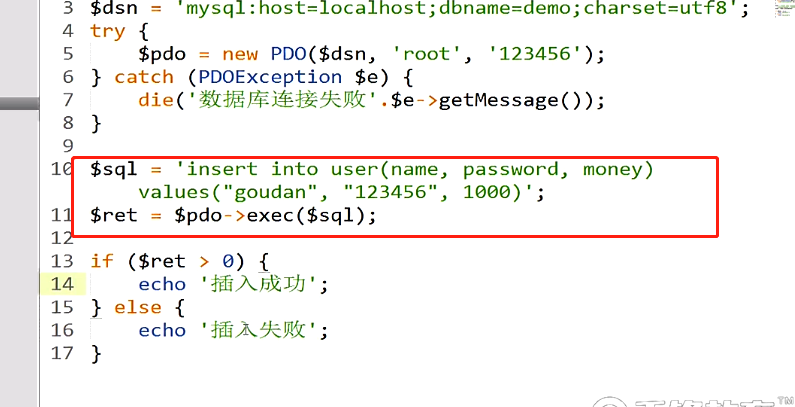 3 $dsn = 'mysql:host=localhost;dbname=demo;charset=utf8';
4 try {
5 $pdo = new PDO($dsn, 'root', '123456');
6 } catch (PDOException $e) {
7 die('数据库连接失败'.$e->getMessage());
8 }
9
10 $sql = 'insert into user(name, password, money)
values("goudan", "123456", 1000)';
11 $ret = $pdo->exec($sql);
12
13 if ($ret > 0) {
14 echo '插入成功';
15 } else {
16 echo '插入失败';
17 }